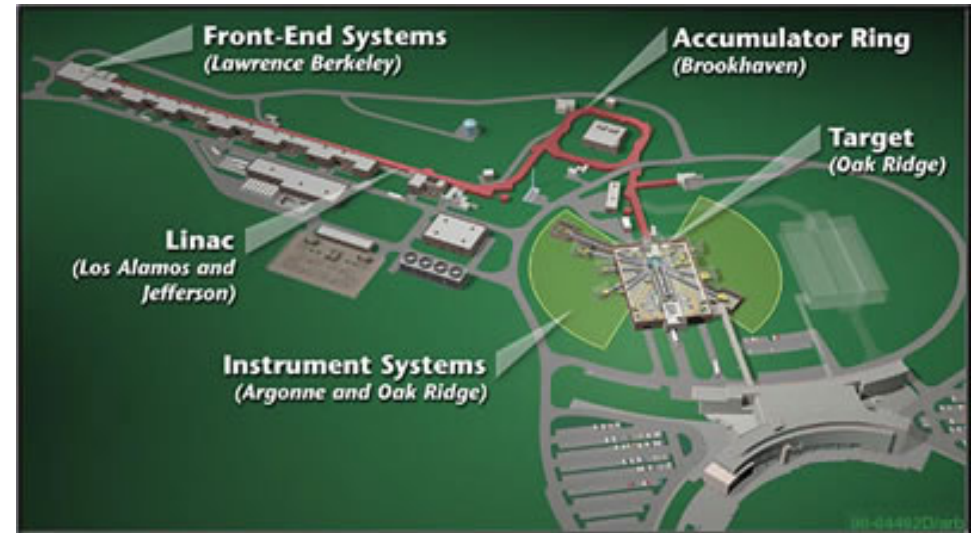 Front-End Systems
(Lawrence Berkeley)
Accumulator Ring
(Brookhaven)
Target
(Oak Ridge)
Linac
(Los Alamos and
Jefferson)
Instrument Systems
(Argonne and Oak Ridge)